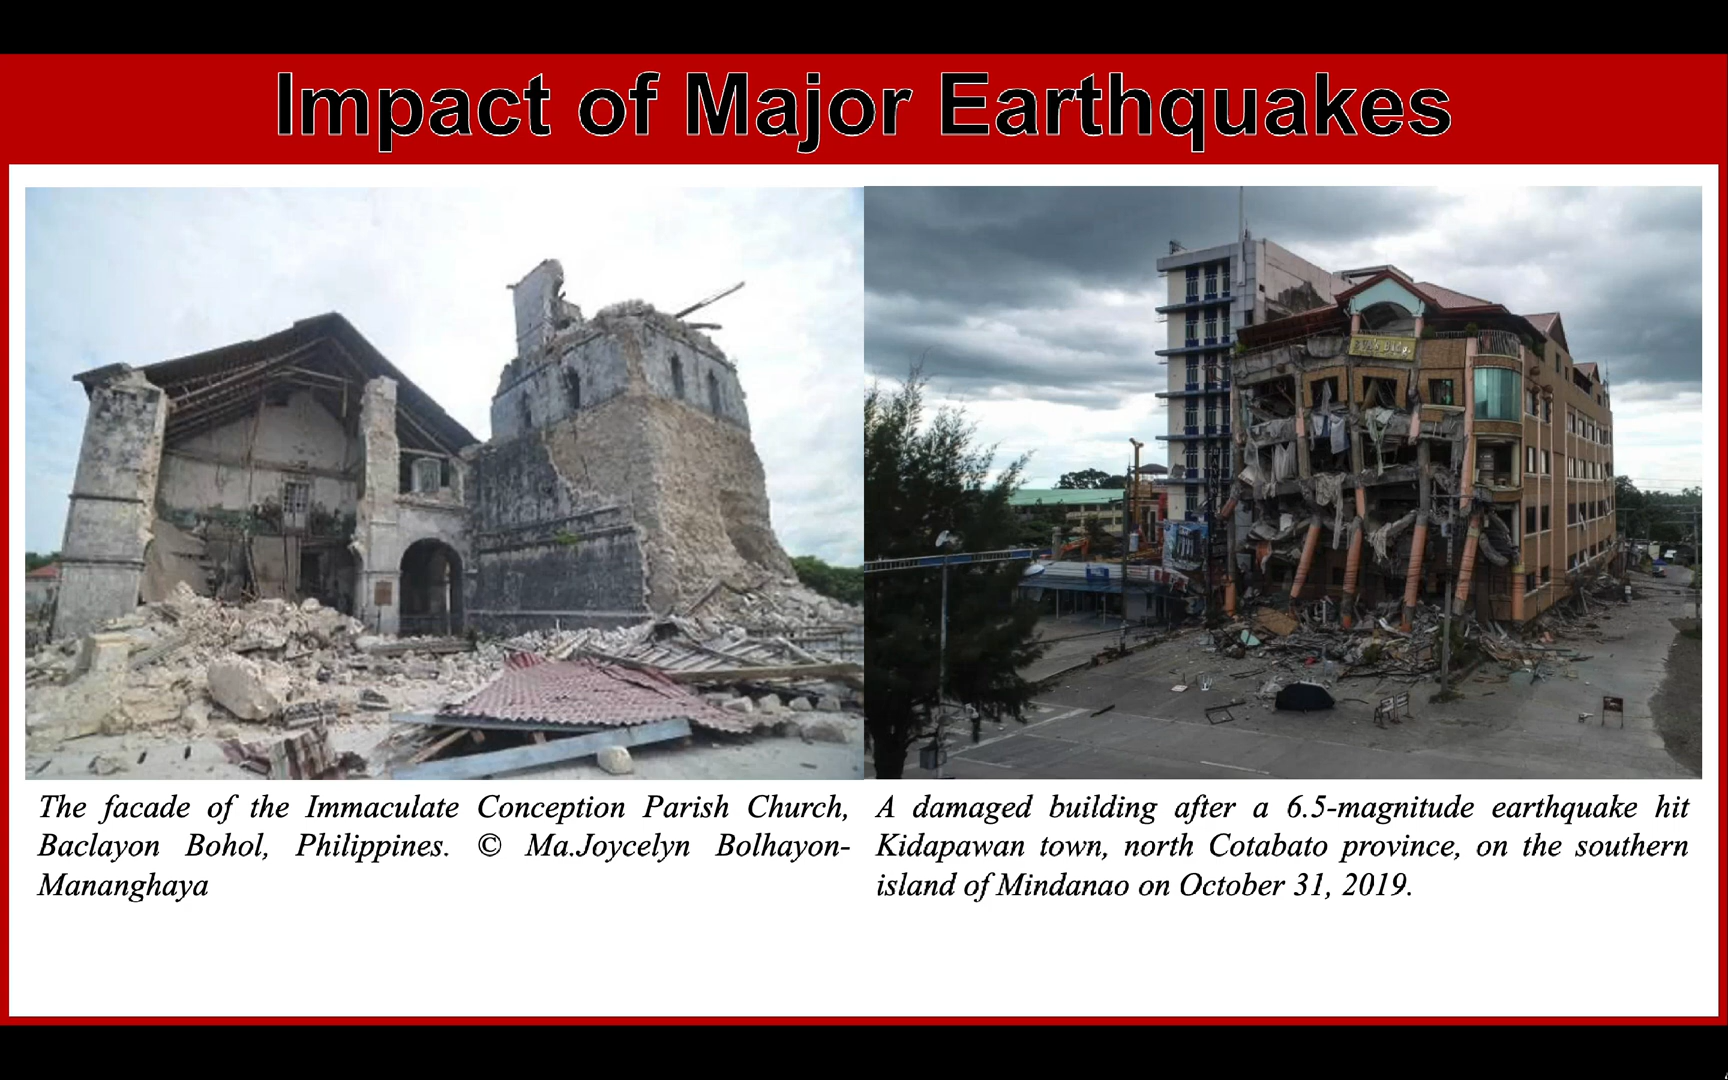 Impact of Major Earthquakes
The facade of the Immaculate Conception Parish Church,
Baclayon Bohol, Philippines. © Ma.Joycelyn Bolhayon-
Mananghaya
A damaged building after a 6.5-magnitude earthquake hit
Kidapawan town, north Cotabato province, on the southern
island of Mindanao on October 31, 2019.